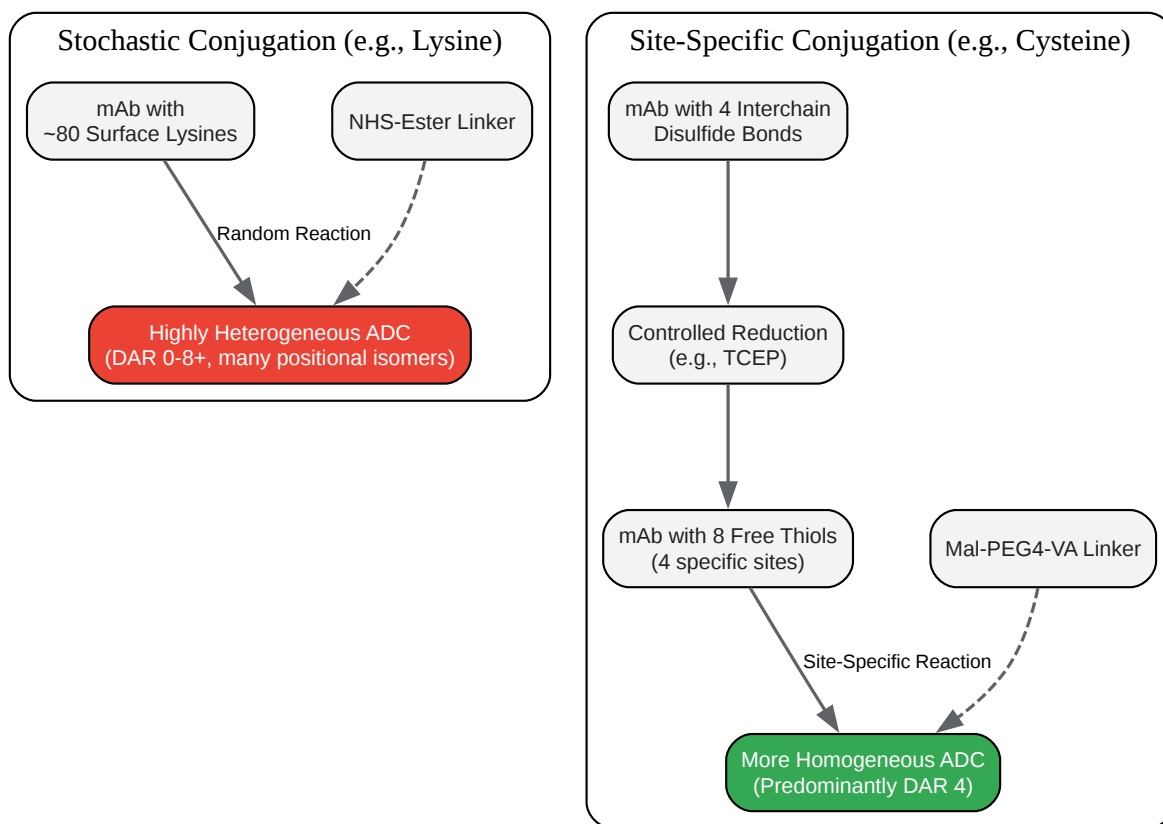 Stochastic Conjugation (e.g., Lysine)
mAb with
~80 Surface Lysines
NHS-Ester Linker
Random Reaction
Highly Heterogeneous ADC
(DAR 0-8+, many positional isomers)
Site-Specific Conjugation (e.g., Cysteine)
mAb with 4 Interchain
Disulfide Bonds
Controlled Reduction
(e.g., TCEP)
mAb with 8 Free Thiols
(4 specific sites)
Mal-PEG4-VA Linker
Site-Specific Reaction
More Homogeneous ADC
(Predominantly DAR 4)